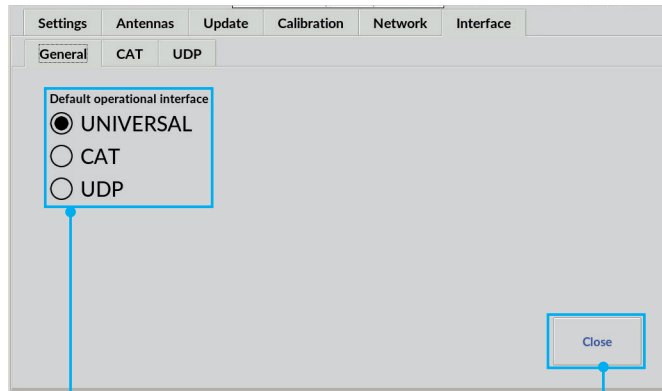 Settings Antennas Update Calibration Network Interface
General CAT UDP
Default operational interface
UNIVERSAL
CAT
UDP
Close